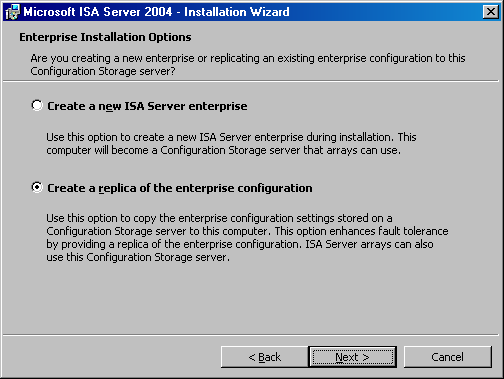 Microsoft ISA Server 2004 - Installation Wizard
Enterprise Installation Options
Are you creating a new enterprise or replicating an existing enterprise configuration to this
Configuration Storage server?
Create a new ISA Server enterprise
Use this option to create a new ISA Server enterprise during installation. This
computer will become a Configuration Storage server that arrays can use.
Create a replica of the enterprise configuration
Use this option to copy the enterprise configuration settings stored on a
Configuration Storage server to this computer. This option enhances fault tolerance
by providing a replica of the enterprise configuration. ISA Server arrays can also
use this Configuration Storage server.
< Back Next > Cancel